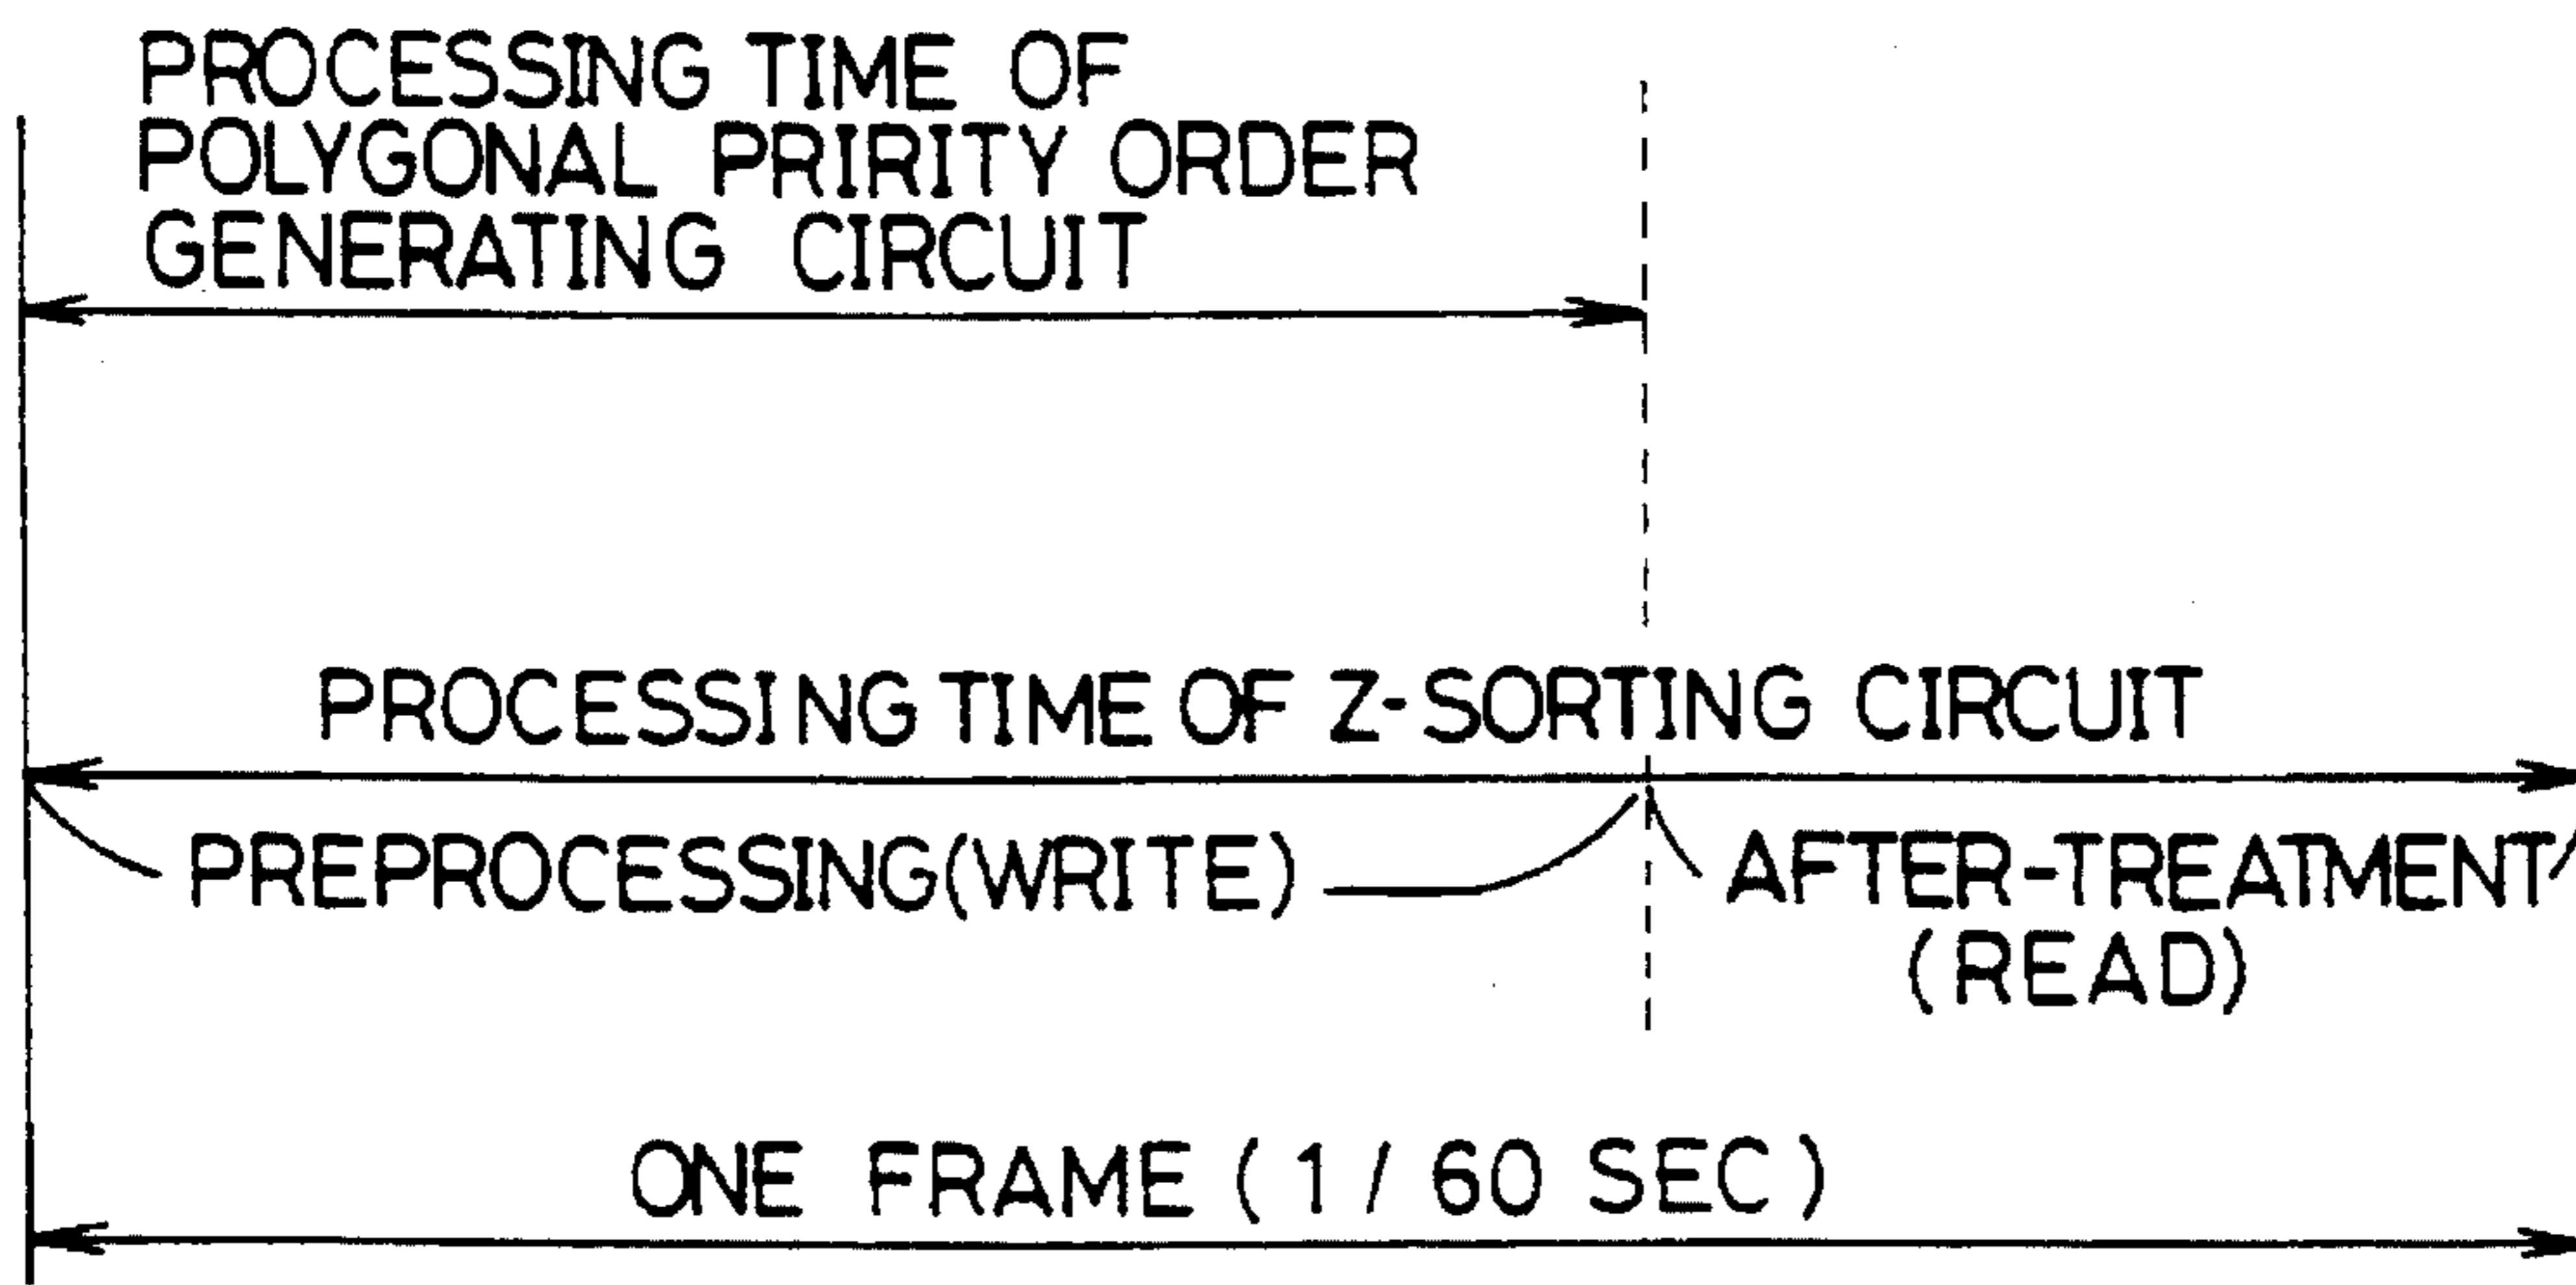 PROCESSING TIME OF
POLYGONAL PRIRITY ORDER
GENERATING CIRCUIT
PROCESSING TIME OF Z-SORTING CIRCUIT
PREPROCESSING(WRITE)
AFTER-TREATMENT
(READ)
ONE FRAME (1/60 SEC)